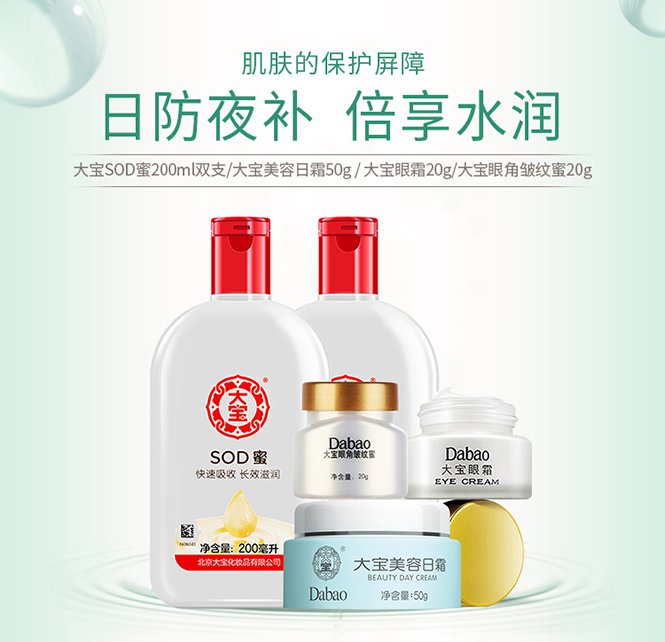 肌肤的保护屏障
日防夜补 倍享水润
大宝SOD蜜200ml双支/大宝美容日霜50g / 大宝眼霜20g/大宝眼角皱纹蜜20g
大宝®
SOD 蜜
快速吸收 长效滋润
净含量: 200毫升
北京大宝化妆品有限公司
Dabao
大宝眼角皱纹蜜
净含量: 20g
Dabao
大宝眼霜
EYE CREAM
大宝®
Dabao
大宝美容日霜
BEAUTY DAY CREAM
净含量: 50g